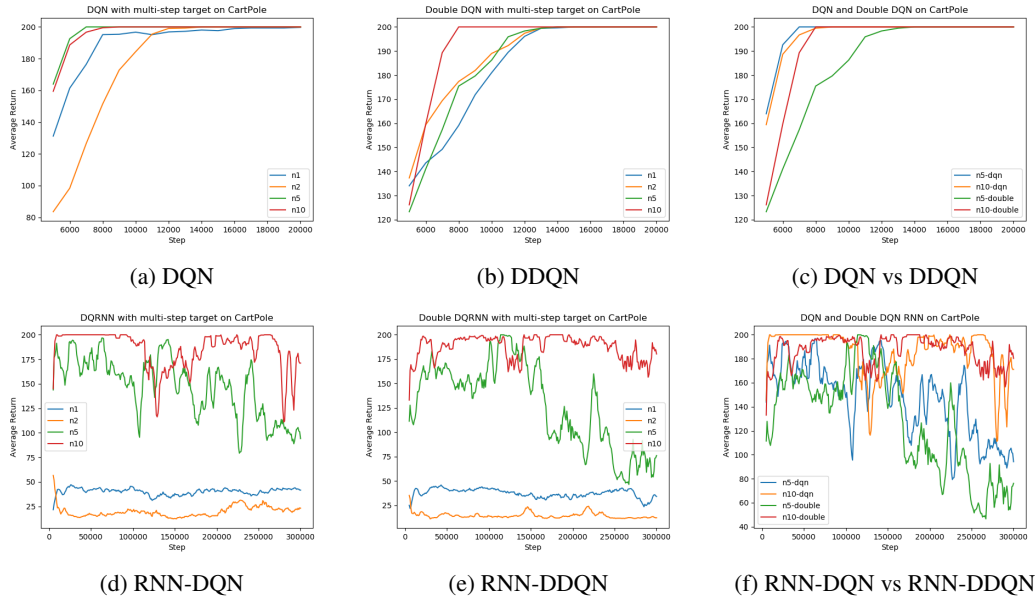 DQN with multi-step target on CartPole
Average Return
200
180
160
140
120
100
80
n1
n2
n5
n10
6000 8000 10000 12000 14000 16000 18000 20000
Step
(a) DQN
Double DQN with multi-step target on CartPole
Average Return
200
190
180
170
160
150
140
130
120
n1
n2
n5
n10
6000 8000 10000 12000 14000 16000 18000 20000
Step
(b) DDQN
DQN and Double DQN on CartPole
Average Return
200
190
180
170
160
150
140
130
120
n5-dqn
n10-dqn
n5-double
n10-double
6000 8000 10000 12000 14000 16000 18000 20000
Step
(c) DQN vs DDQN
DQRNN with multi-step target on CartPole
Average Return
200
175
150
125
100
75
50
25
n1
n2
n5
n10
0 50000 100000 150000 200000 250000 300000
Step
(d) RNN-DQN
Double DQRNN with multi-step target on CartPole
Average Return
200
175
150
125
100
75
50
25
n1
n2
n5
n10
0 50000 100000 150000 200000 250000 300000
Step
(e) RNN-DDQN
DQN and Double DQN RNN on CartPole
Average Return
200
180
160
140
120
100
80
60
40
n5-dqn
n10-dqn
n5-double
n10-double
0 50000 100000 150000 200000 250000 300000
Step
(f) RNN-DQN vs RNN-DDQN